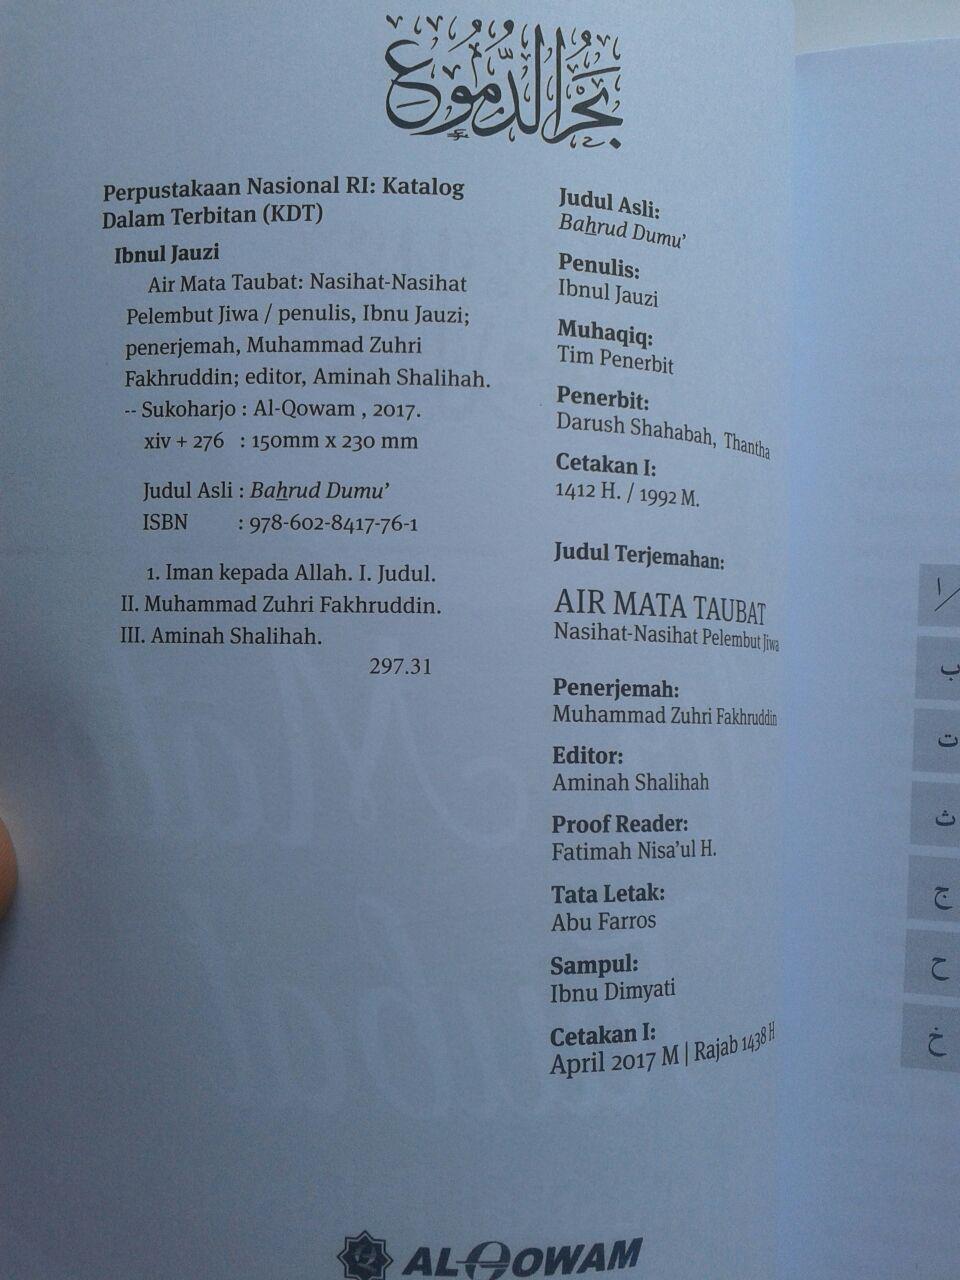 بَحْرُ الدُّمُوعِ
Perpustakaan Nasional RI: Katalog
Dalam Terbitan (KDT)
Ibnul Jauzi
Air Mata Taubat: Nasihat-Nasihat
Pelembut Jiwa / penulis, Ibnu Jauzi;
penerjemah, Muhammad Zuhri
Fakhruddin; editor, Aminah Shalihah.
-- Sukoharjo : Al-Qowam , 2017.
xiv + 276 : 150mm x 230 mm
Judul Asli : Bahrud Dumu’
ISBN : 978-602-8417-76-1
1. Iman kepada Allah. I. Judul.
II. Muhammad Zuhri Fakhruddin.
III. Aminah Shalihah.
297.31
Judul Asli:
Bahrud Dumu’
Penulis:
Ibnul Jauzi
Muhaqiq:
Tim Penerbit
Penerbit:
Darush Shahabah, Thantha
Cetakan I:
1412 H. / 1992 M.
Judul Terjemahan:
AIR MATA TAUBAT
Nasihat-Nasihat Pelembut Jiwa
Penerjemah:
Muhammad Zuhri Fakhruddin
Editor:
Aminah Shalihah
Proof Reader:
Fatimah Nisa’ul H.
Tata Letak:
Abu Farros
Sampul:
Ibnu Dimyati
Cetakan I:
April 2017 M | Rajab 1438 H
AL-QOWAM
ب
ت
ث
ج
ح
خ